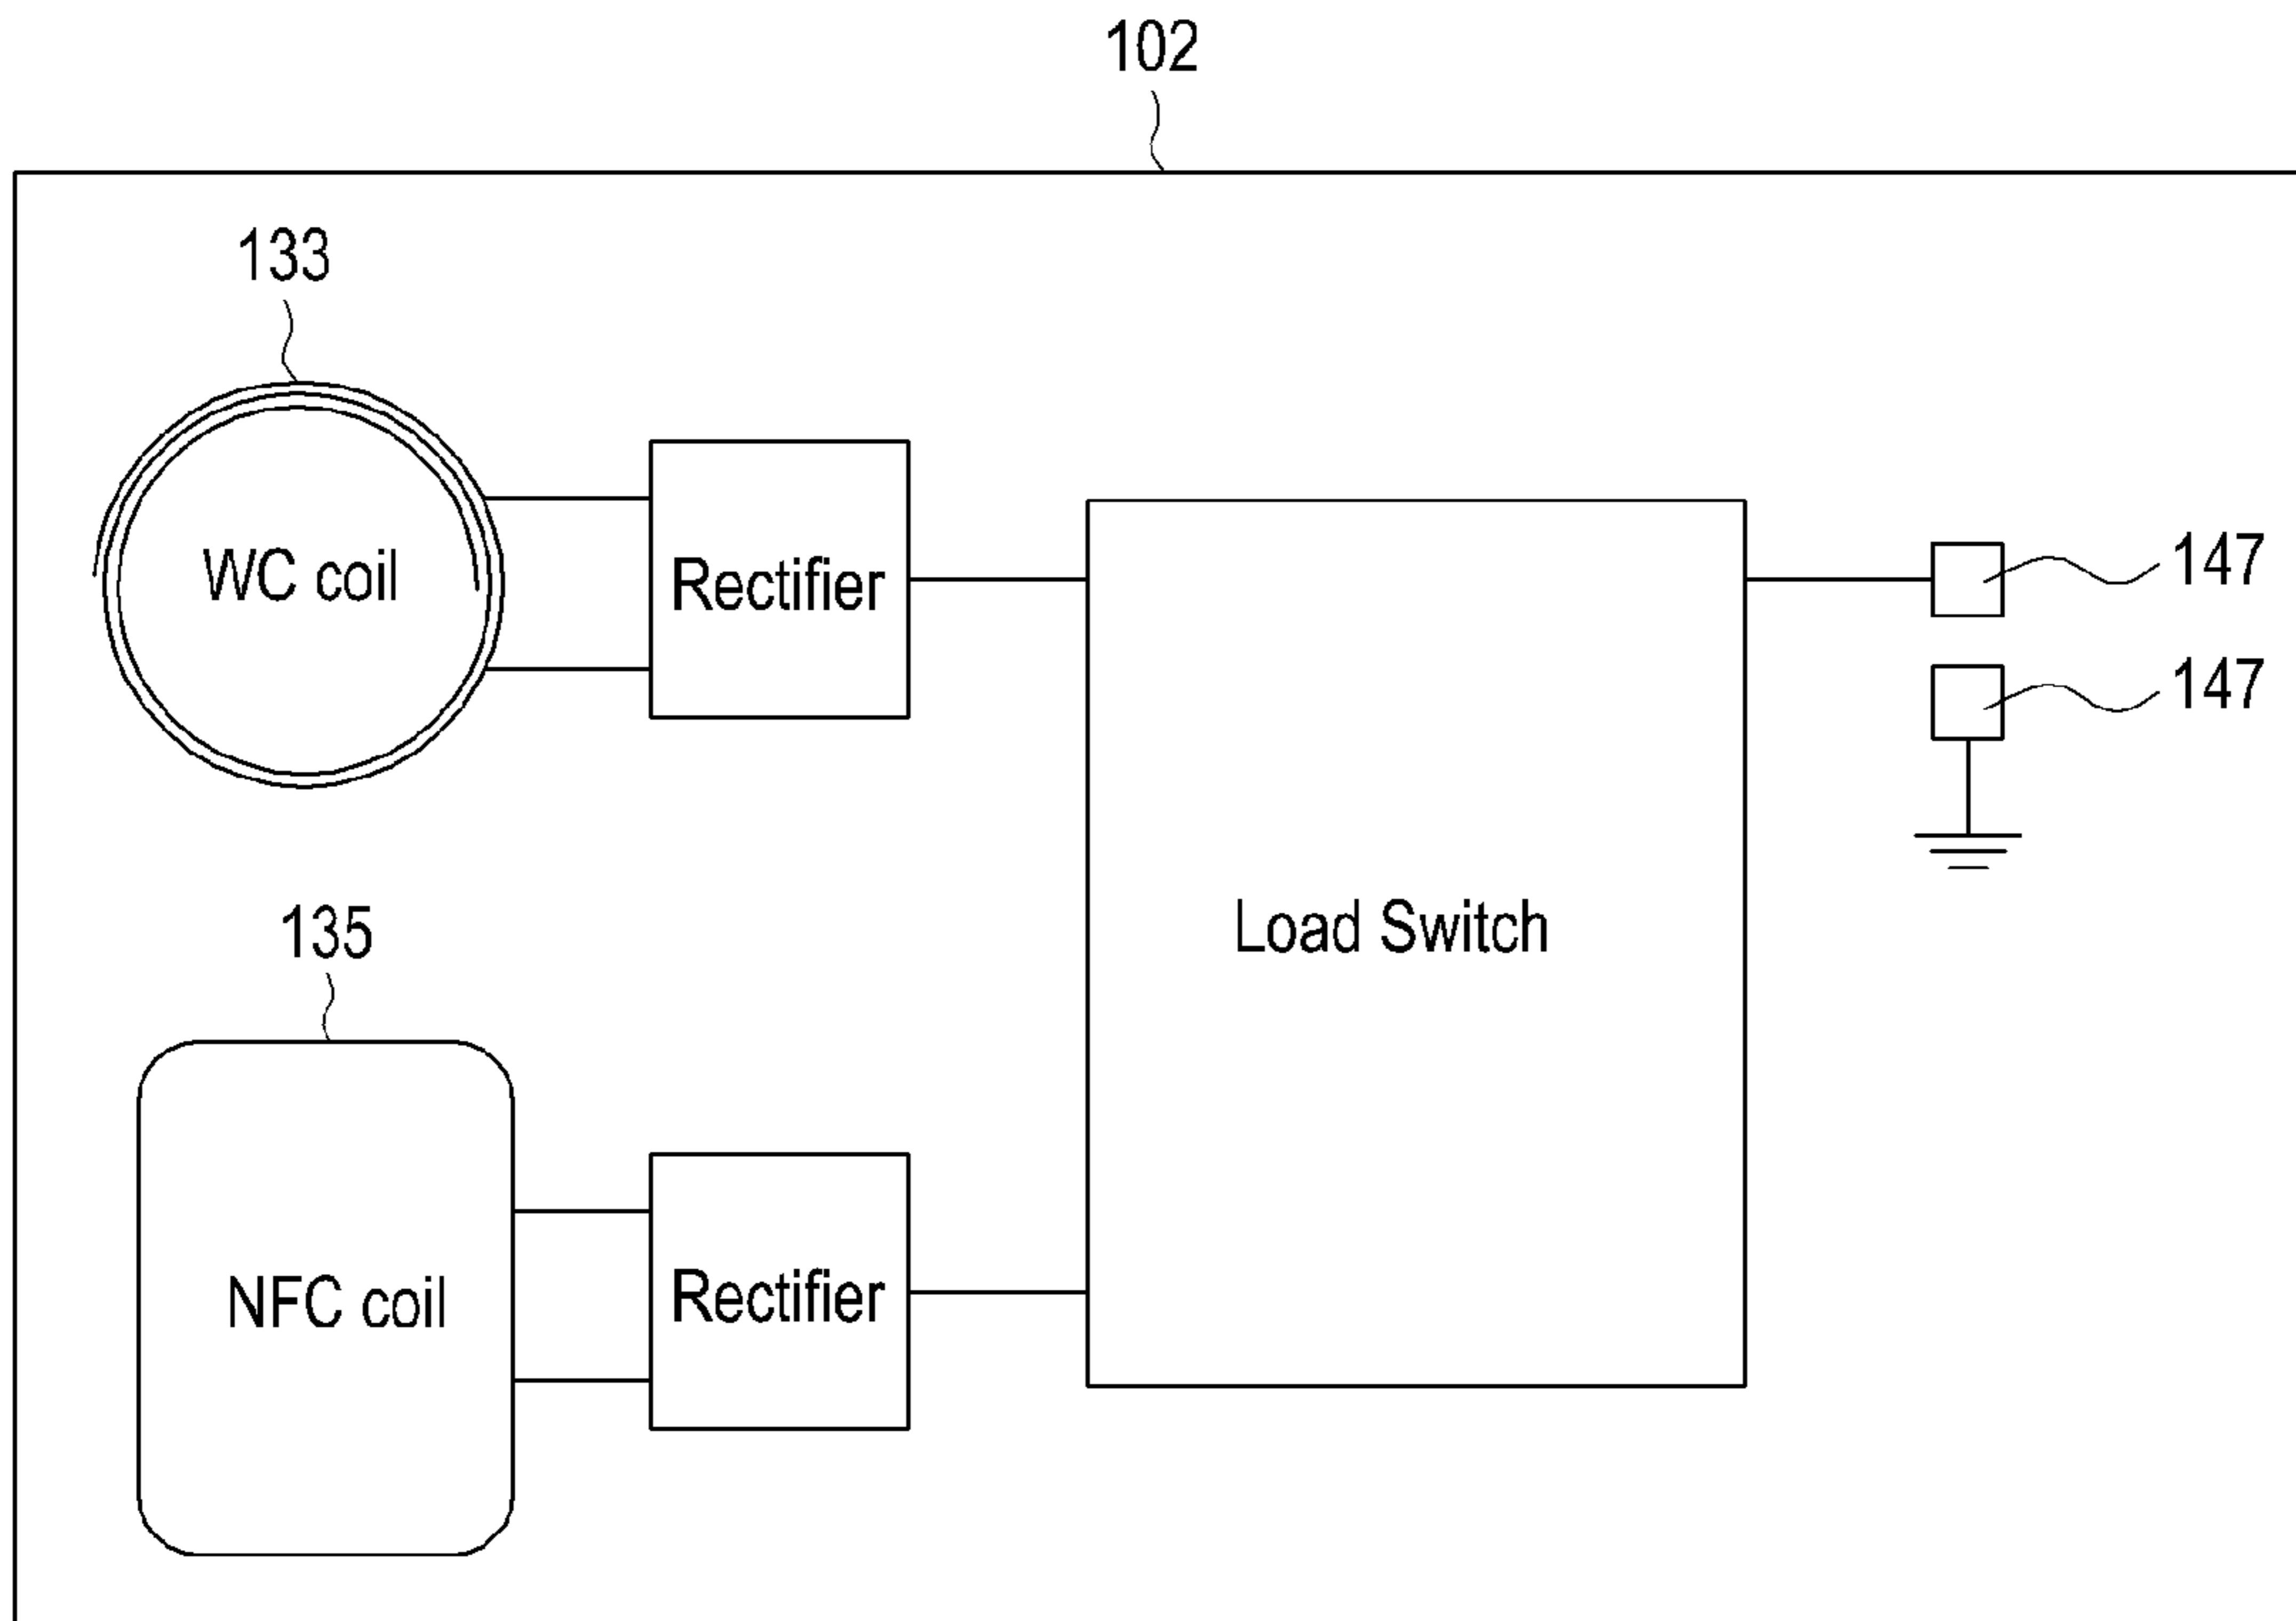 102
133
WC coil
Rectifier
147
147
Load Switch
135
NFC coil
Rectifier